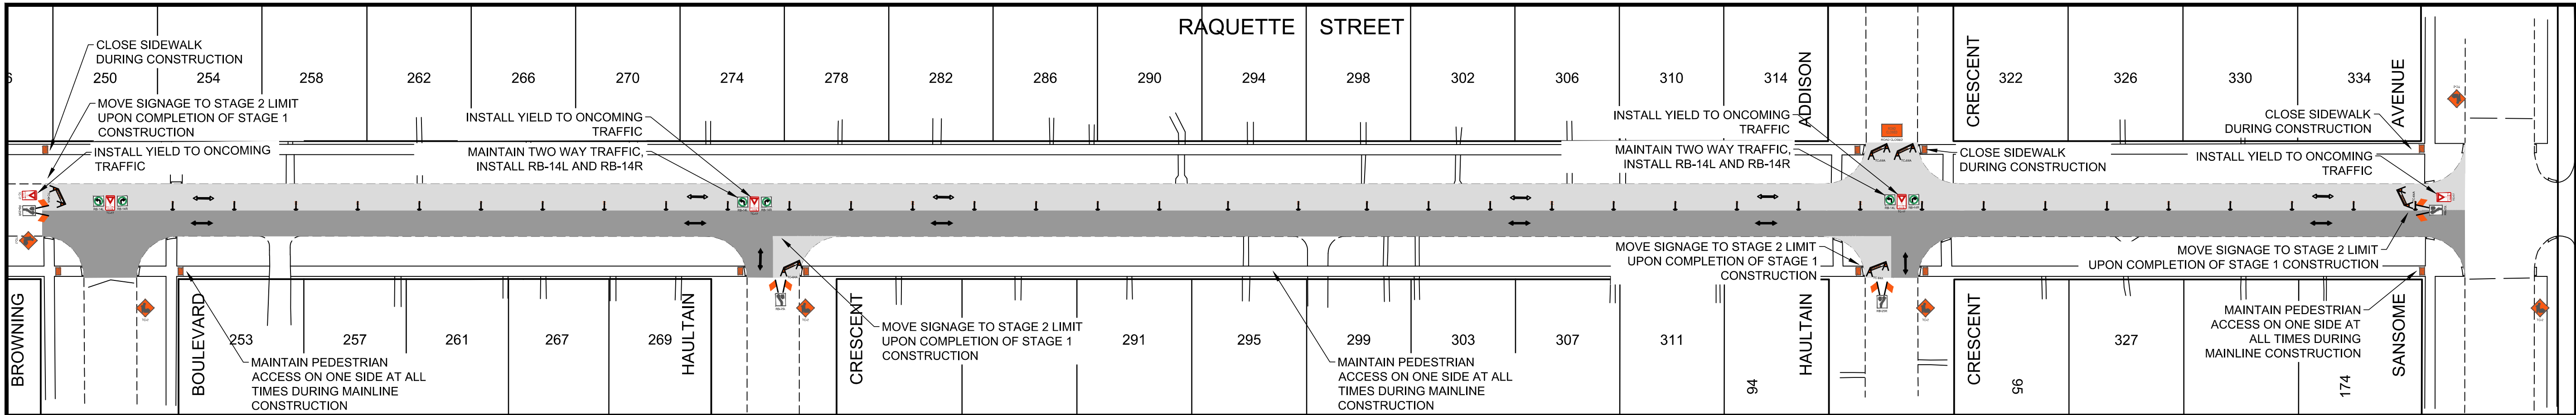 RAQUETTE STREET
CLOSE SIDEWALK
DURING CONSTRUCTION
6
250
254
258
262
266
270
274
278
282
286
290
294
298
302
306
310
314
ADDISON
CRESCENT
322
326
330
334
AVENUE
MOVE SIGNAGE TO STAGE 2 LIMIT
UPON COMPLETION OF STAGE 1
CONSTRUCTION
INSTALL YIELD TO ONCOMING
TRAFFIC
INSTALL YIELD TO ONCOMING
TRAFFIC
MAINTAIN TWO WAY TRAFFIC,
INSTALL RB-14L AND RB-14R
INSTALL YIELD TO ONCOMING
TRAFFIC
MAINTAIN TWO WAY TRAFFIC,
INSTALL RB-14L AND RB-14R
CLOSE SIDEWALK
DURING CONSTRUCTION
CLOSE SIDEWALK
DURING CONSTRUCTION
INSTALL YIELD TO ONCOMING
TRAFFIC
MOVE SIGNAGE TO STAGE 2 LIMIT
UPON COMPLETION OF STAGE 1
CONSTRUCTION
MOVE SIGNAGE TO STAGE 2 LIMIT
UPON COMPLETION OF STAGE 1 CONSTRUCTION
BROWNING
BOULEVARD
253
257
261
267
269
HAULTAIN
CRESCENT
MOVE SIGNAGE TO STAGE 2 LIMIT
UPON COMPLETION OF STAGE 1
CONSTRUCTION
291
295
299
303
307
311
94
HAULTAIN
CRESCENT
95
327
174
SANSOME
MAINTAIN PEDESTRIAN
ACCESS ON ONE SIDE AT ALL
TIMES DURING MAINLINE
CONSTRUCTION
MAINTAIN PEDESTRIAN
ACCESS ON ONE SIDE AT ALL
TIMES DURING MAINLINE
CONSTRUCTION
MAINTAIN PEDESTRIAN
ACCESS ON ONE SIDE AT
ALL TIMES DURING
MAINLINE CONSTRUCTION